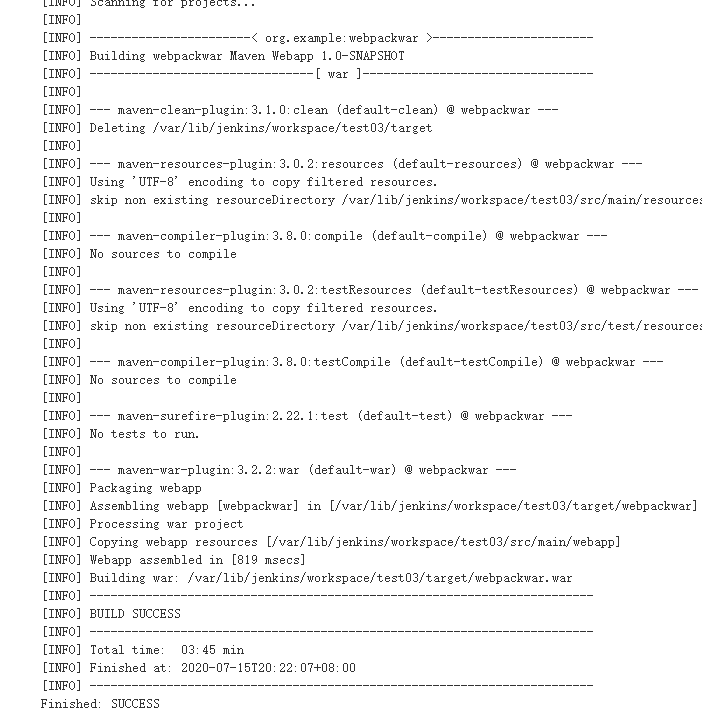 [INFO] Scanning for projects...
[INFO]
[INFO] -----------------------< org.example:webpackwar >-----------------------
[INFO] Building webpackwar Maven Webapp 1.0-SNAPSHOT
[INFO] --------------------------------[ war ]---------------------------------
[INFO]
[INFO] --- maven-clean-plugin:3.1.0:clean (default-clean) @ webpackwar ---
[INFO] Deleting /var/lib/jenkins/workspace/test03/target
[INFO]
[INFO] --- maven-resources-plugin:3.0.2:resources (default-resources) @ webpackwar ---
[INFO] Using 'UTF-8' encoding to copy filtered resources.
[INFO] skip non existing resourceDirectory /var/lib/jenkins/workspace/test03/src/main/resources
[INFO]
[INFO] --- maven-compiler-plugin:3.8.0:compile (default-compile) @ webpackwar ---
[INFO] No sources to compile
[INFO]
[INFO] --- maven-resources-plugin:3.0.2:testResources (default-testResources) @ webpackwar ---
[INFO] Using 'UTF-8' encoding to copy filtered resources.
[INFO] skip non existing resourceDirectory /var/lib/jenkins/workspace/test03/src/test/resources
[INFO]
[INFO] --- maven-compiler-plugin:3.8.0:testCompile (default-testCompile) @ webpackwar ---
[INFO] No sources to compile
[INFO]
[INFO] --- maven-surefire-plugin:2.22.1:test (default-test) @ webpackwar ---
[INFO] No tests to run.
[INFO]
[INFO] --- maven-war-plugin:3.2.2:war (default-war) @ webpackwar ---
[INFO] Packaging webapp
[INFO] Assembling webapp [webpackwar] in [/var/lib/jenkins/workspace/test03/target/webpackwar]
[INFO] Processing war project
[INFO] Copying webapp resources [/var/lib/jenkins/workspace/test03/src/main/webapp]
[INFO] Webapp assembled in [819 msecs]
[INFO] Building war: /var/lib/jenkins/workspace/test03/target/webpackwar.war
[INFO] ------------------------------------------------------------------------
[INFO] BUILD SUCCESS
[INFO] ------------------------------------------------------------------------
[INFO] Total time:  03:45 min
[INFO] Finished at: 2020-07-15T20:22:07+08:00
[INFO] ------------------------------------------------------------------------
Finished: SUCCESS